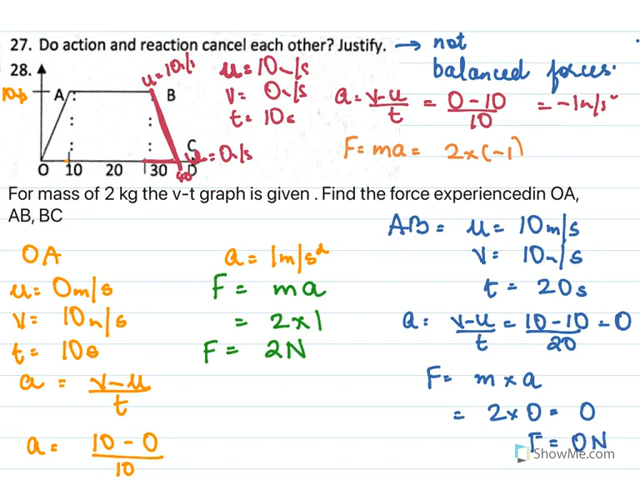 27. Do action and reaction cancel each other? Justify. → not
balanced forces.
28.
10m/s A B
u=10m/s
C
v=0m/s
O 10 20 30 40 D
u=10m/s
v= 0m/s
t= 10s
a= v-u/t = 0-10/10 = -1m/s²
F= ma = 2×(-1)
For mass of 2 kg the v-t graph is given . Find the force experiencedin OA,
AB, BC
OA
u= 0m/s
v= 10m/s
t= 10s
a = v-u/t
a= 10-0/10
a= 1m/s²
F= ma
= 2×1
F= 2N
AB= u= 10m/s
v= 10m/s
t= 20s
a= v-u/t = 10-10/20 = 0
F= m×a
= 2×0= 0
F= 0N
ShowMe.com